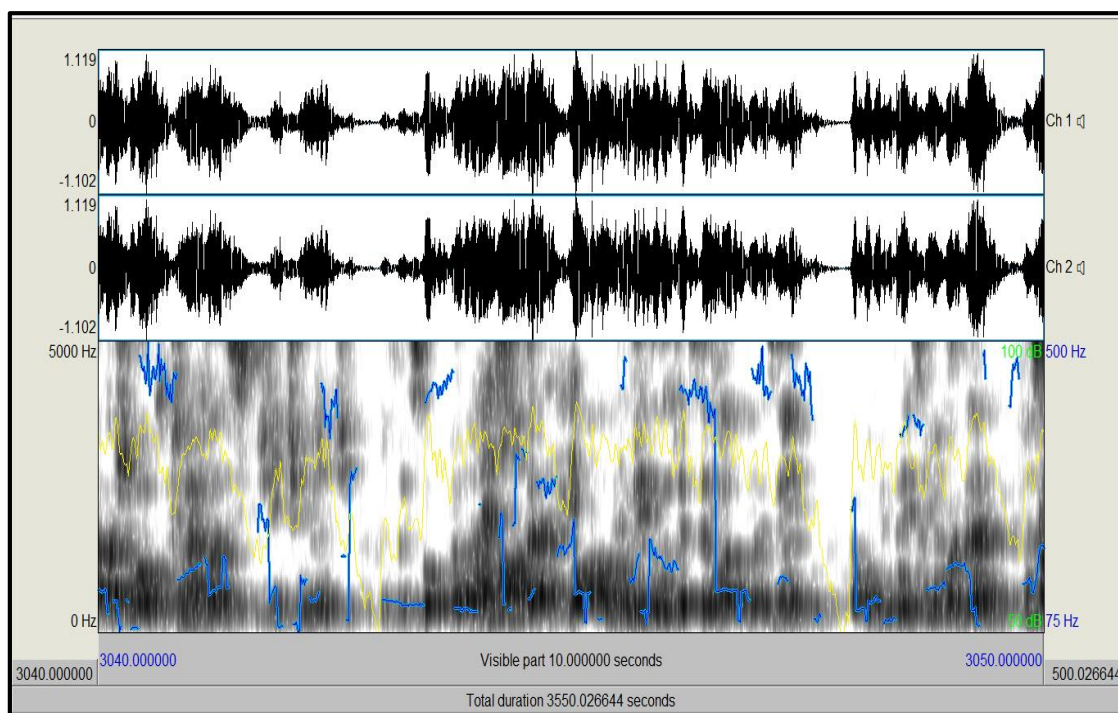 1.119
0
-1.102
Ch 1
1.119
0
-1.102
Ch 2
5000 Hz
100 dB 500 Hz
0 Hz
75 Hz
3040.000000
Visible part 10.000000 seconds
3050.000000
3040.000000
500.026644
Total duration 3550.026644 seconds